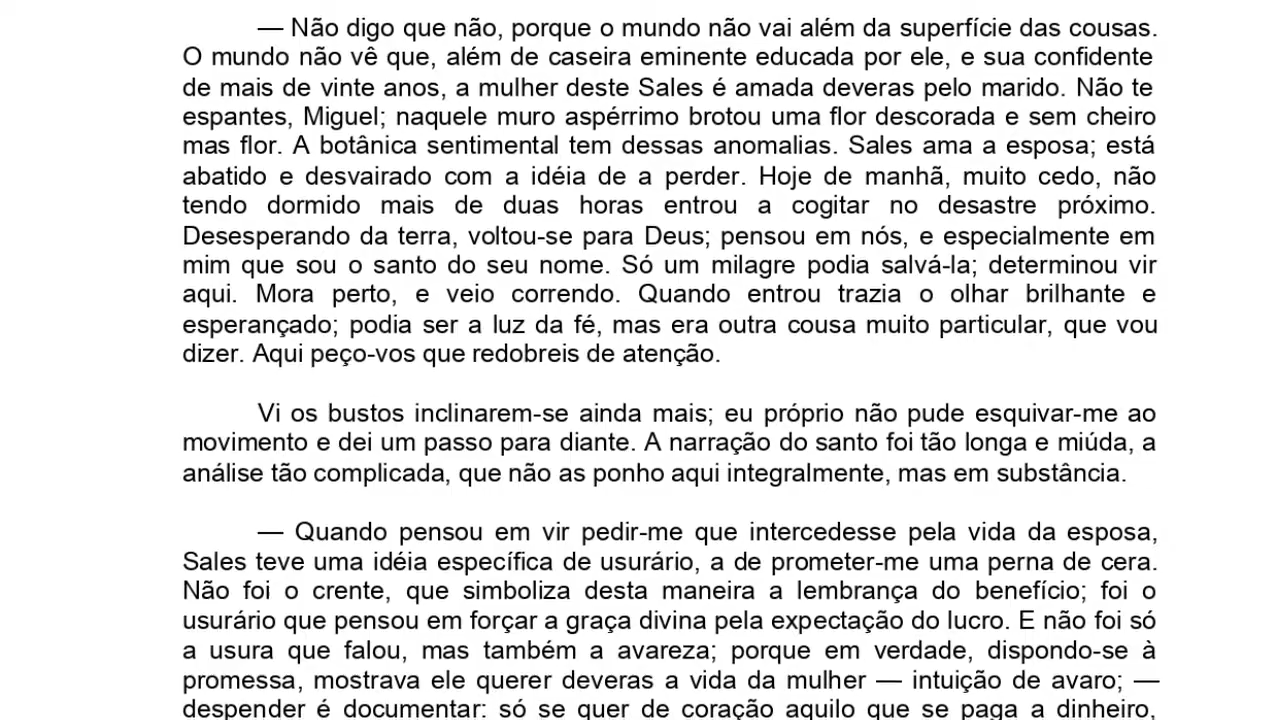 — Não digo que não, porque o mundo não vai além da superfície das cousas.
O mundo não vê que, além de caseira eminente educada por ele, e sua confidente
de mais de vinte anos, a mulher deste Sales é amada deveras pelo marido. Não te
espantes, Miguel; naquele muro aspérrimo brotou uma flor descorada e sem cheiro
mas flor. A botânica sentimental tem dessas anomalias. Sales ama a esposa; está
abatido e desvairado com a idéia de a perder. Hoje de manhã, muito cedo, não
tendo dormido mais de duas horas entrou a cogitar no desastre próximo.
Desesperando da terra, voltou-se para Deus; pensou em nós, e especialmente em
mim que sou o santo do seu nome. Só um milagre podia salvá-la; determinou vir
aqui. Mora perto, e veio correndo. Quando entrou trazia o olhar brilhante e
esperançado; podia ser a luz da fé, mas era outra cousa muito particular, que vou
dizer. Aqui peço-vos que redobreis de atenção.
Vi os bustos inclinarem-se ainda mais; eu próprio não pude esquivar-me ao
movimento e dei um passo para diante. A narração do santo foi tão longa e miúda, a
análise tão complicada, que não as ponho aqui integralmente, mas em substância.
— Quando pensou em vir pedir-me que intercedesse pela vida da esposa,
Sales teve uma idéia específica de usurário, a de prometer-me uma perna de cera.
Não foi o crente, que simboliza desta maneira a lembrança do benefício; foi o
usurário que pensou em forçar a graça divina pela expectação do lucro. E não foi só
a usura que falou, mas também a avareza; porque em verdade, dispondo-se à
promessa, mostrava ele querer deveras a vida da mulher — intuição de avaro; —
despender é documentar: só se quer de coração aquilo que se paga a dinheiro,